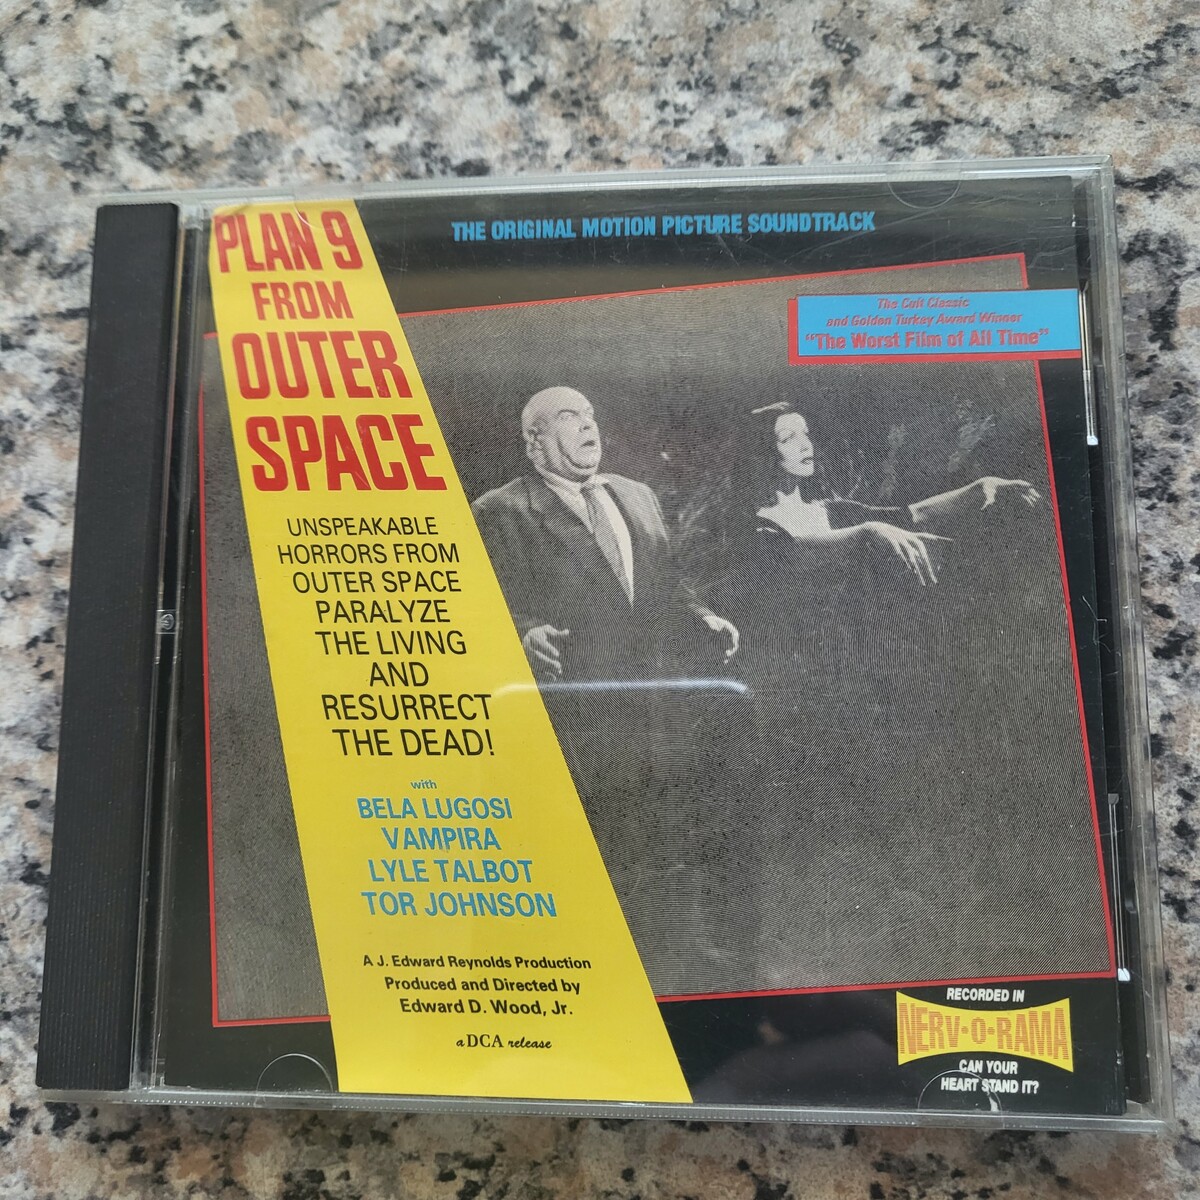 PLAN 9
FROM
OUTER
SPACE
UNSPEAKABLE
HORRORS FROM
OUTER SPACE
PARALYZE
THE LIVING
AND
RESURRECT
THE DEAD!
with
BELA LUGOSI
VAMPIRA
LYLE TALBOT
TOR JOHNSON
A J. Edward Reynolds Production
Produced and Directed by
Edward D. Wood, Jr.
a DCA release
THE ORIGINAL MOTION PICTURE SOUNDTRACK
The Cult Classic
and Golden Turkey Award Winner
"The Worst Film of All Time"
RECORDED IN
NERV-O-RAMA
CAN YOUR
HEART STAND IT?